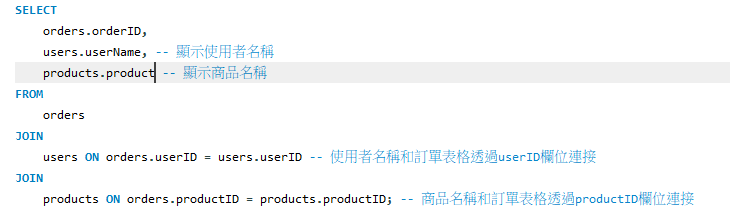 SELECT
orders.orderID,
users.userName, -- 顯示使用者名稱
products.product -- 顯示商品名稱
FROM
orders
JOIN
users ON orders.userID = users.userID -- 使用者名稱和訂單表格透過userID欄位連接
JOIN
products ON orders.productID = products.productID; -- 商品名稱和訂單表格透過productID欄位連接